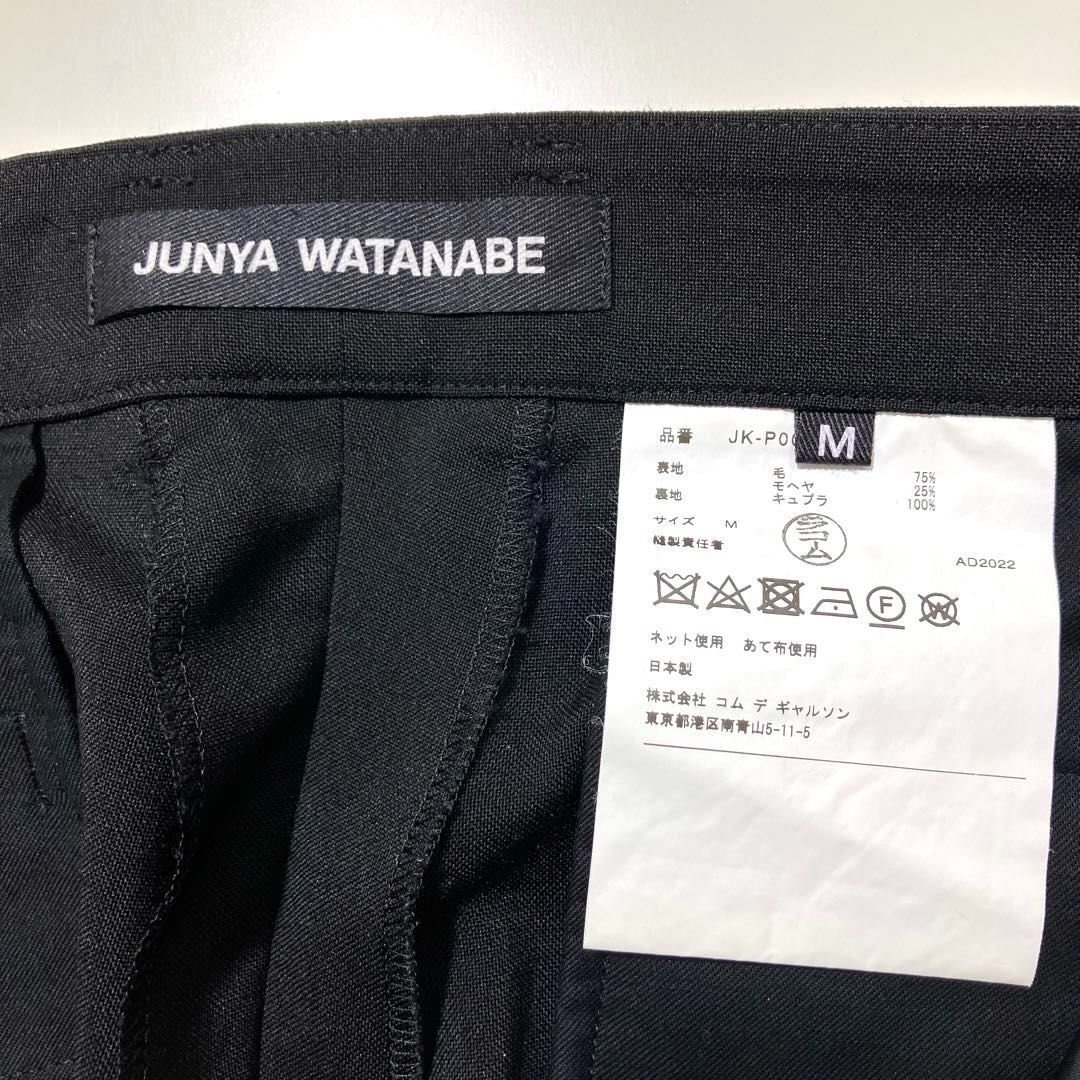 JUNYA WATANABE
M
品番 JK-P00
表地 毛 75%
モヘヤ 25%
裏地 キュプラ 100%
サイズ M
縫製責任者
AD2022
F
W
ネット使用 あて布使用
日本製
株式会社 コム デ ギャルソン
東京都港区南青山5-11-5